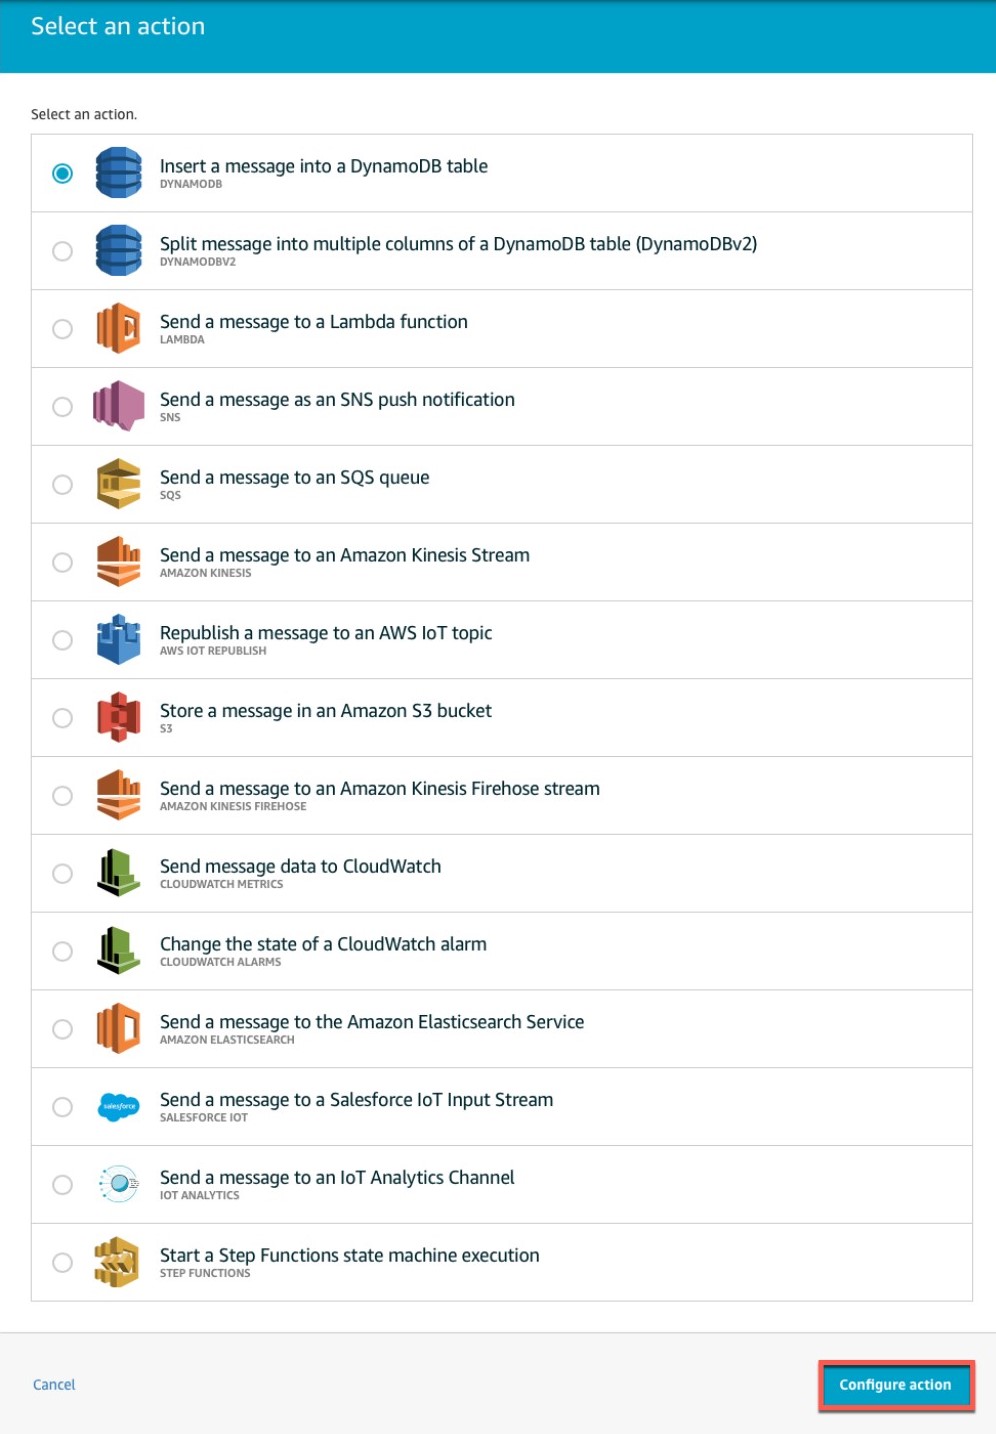 Select an action
Select an action.
Insert a message into a DynamoDB table
DYNAMODB
Split message into multiple columns of a DynamoDB table (DynamoDBv2)
DYNAMODBV2
Send a message to a Lambda function
LAMBDA
Send a message as an SNS push notification
SNS
Send a message to an SQS queue
SQS
Send a message to an Amazon Kinesis Stream
AMAZON KINESIS
Republish a message to an AWS IoT topic
AWS IOT REPUBLISH
Store a message in an Amazon S3 bucket
S3
Send a message to an Amazon Kinesis Firehose stream
AMAZON KINESIS FIREHOSE
Send message data to CloudWatch
CLOUDWATCH METRICS
Change the state of a CloudWatch alarm
CLOUDWATCH ALARMS
Send a message to the Amazon Elasticsearch Service
AMAZON ELASTICSEARCH
salesforce
Send a message to a Salesforce IoT Input Stream
SALESFORCE IOT
Send a message to an IoT Analytics Channel
IOT ANALYTICS
Start a Step Functions state machine execution
STEP FUNCTIONS
Cancel
Configure action